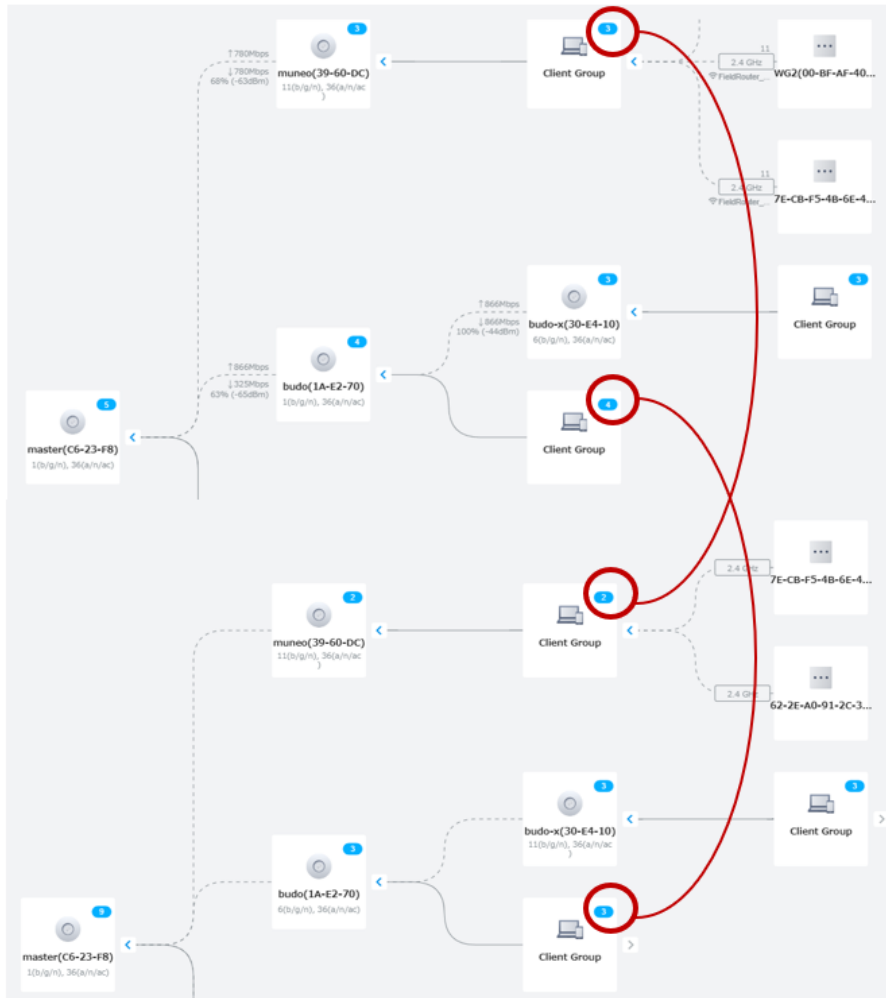 3
muneo(39-60-DC)
11(b/g/n), 36(a/n/ac
)
↑780Mbps
↓780Mbps
68% (-63dBm)
3
Client Group
11
2.4 GHz
FieldRouter_...
WG2(00-BF-AF-40...
11
2.4 GHz
FieldRouter_...
7E-CB-F5-4B-6E-4...
3
budo-x(30-E4-10)
6(b/g/n), 36(a/n/ac)
↑866Mbps
↓866Mbps
100% (-44dBm)
3
Client Group
4
budo(1A-E2-70)
1(b/g/n), 36(a/n/ac)
↑866Mbps
↓325Mbps
63% (-65dBm)
4
Client Group
5
master(C6-23-F8)
1(b/g/n), 36(a/n/ac)
2.4 GHz
7E-CB-F5-4B-6E-4...
2
muneo(39-60-DC)
11(b/g/n), 36(a/n/ac
)
2
Client Group
2.4 GHz
62-2E-A0-91-2C-3...
3
budo-x(30-E4-10)
11(b/g/n), 36(a/n/ac
)
3
Client Group
3
budo(1A-E2-70)
6(b/g/n), 36(a/n/ac)
3
Client Group
9
master(C6-23-F8)
1(b/g/n), 36(a/n/ac)